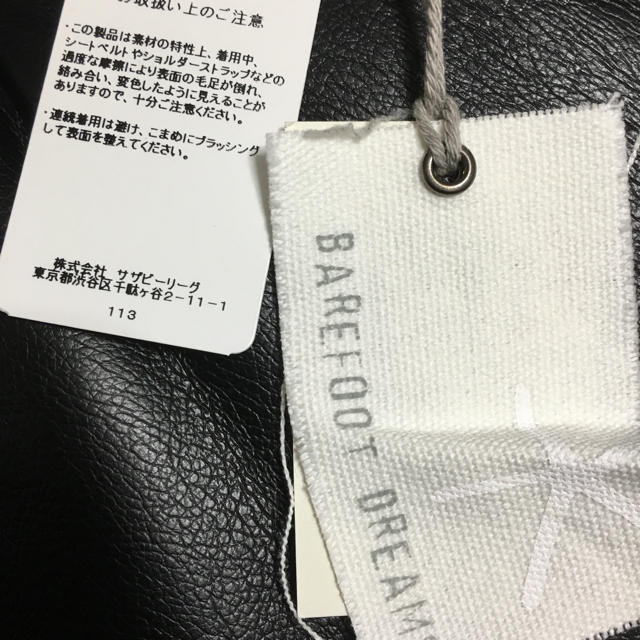 お取扱い上のご注意
・この製品は素材の特性上、着用中、
シートベルトやショルダーストラップなどの
過度な摩擦により表面の毛足が倒れ、
絡み合い、変色したように見えることが
ありますので、十分ご注意ください。
・連続着用は避け、こまめにブラッシング
して表面を整えてください。
株式会社 サザビーリーグ
東京都渋谷区千駄ヶ谷2-11-1
113
BAREFOOT DREAM